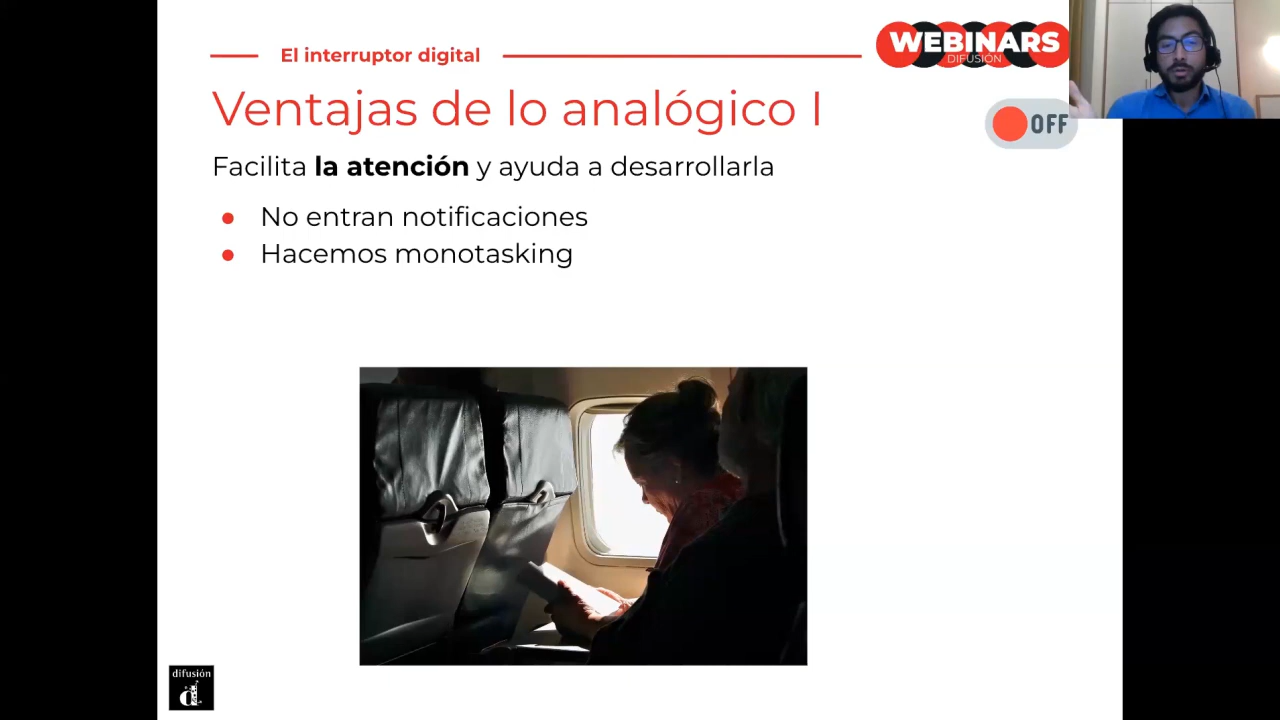 El interruptor digital
WEBINARS
DIFUSIÓN
Ventajas de lo analógico I
OFF
Facilita la atención y ayuda a desarrollarla
No entran notificaciones
Hacemos monotasking
difusión
d